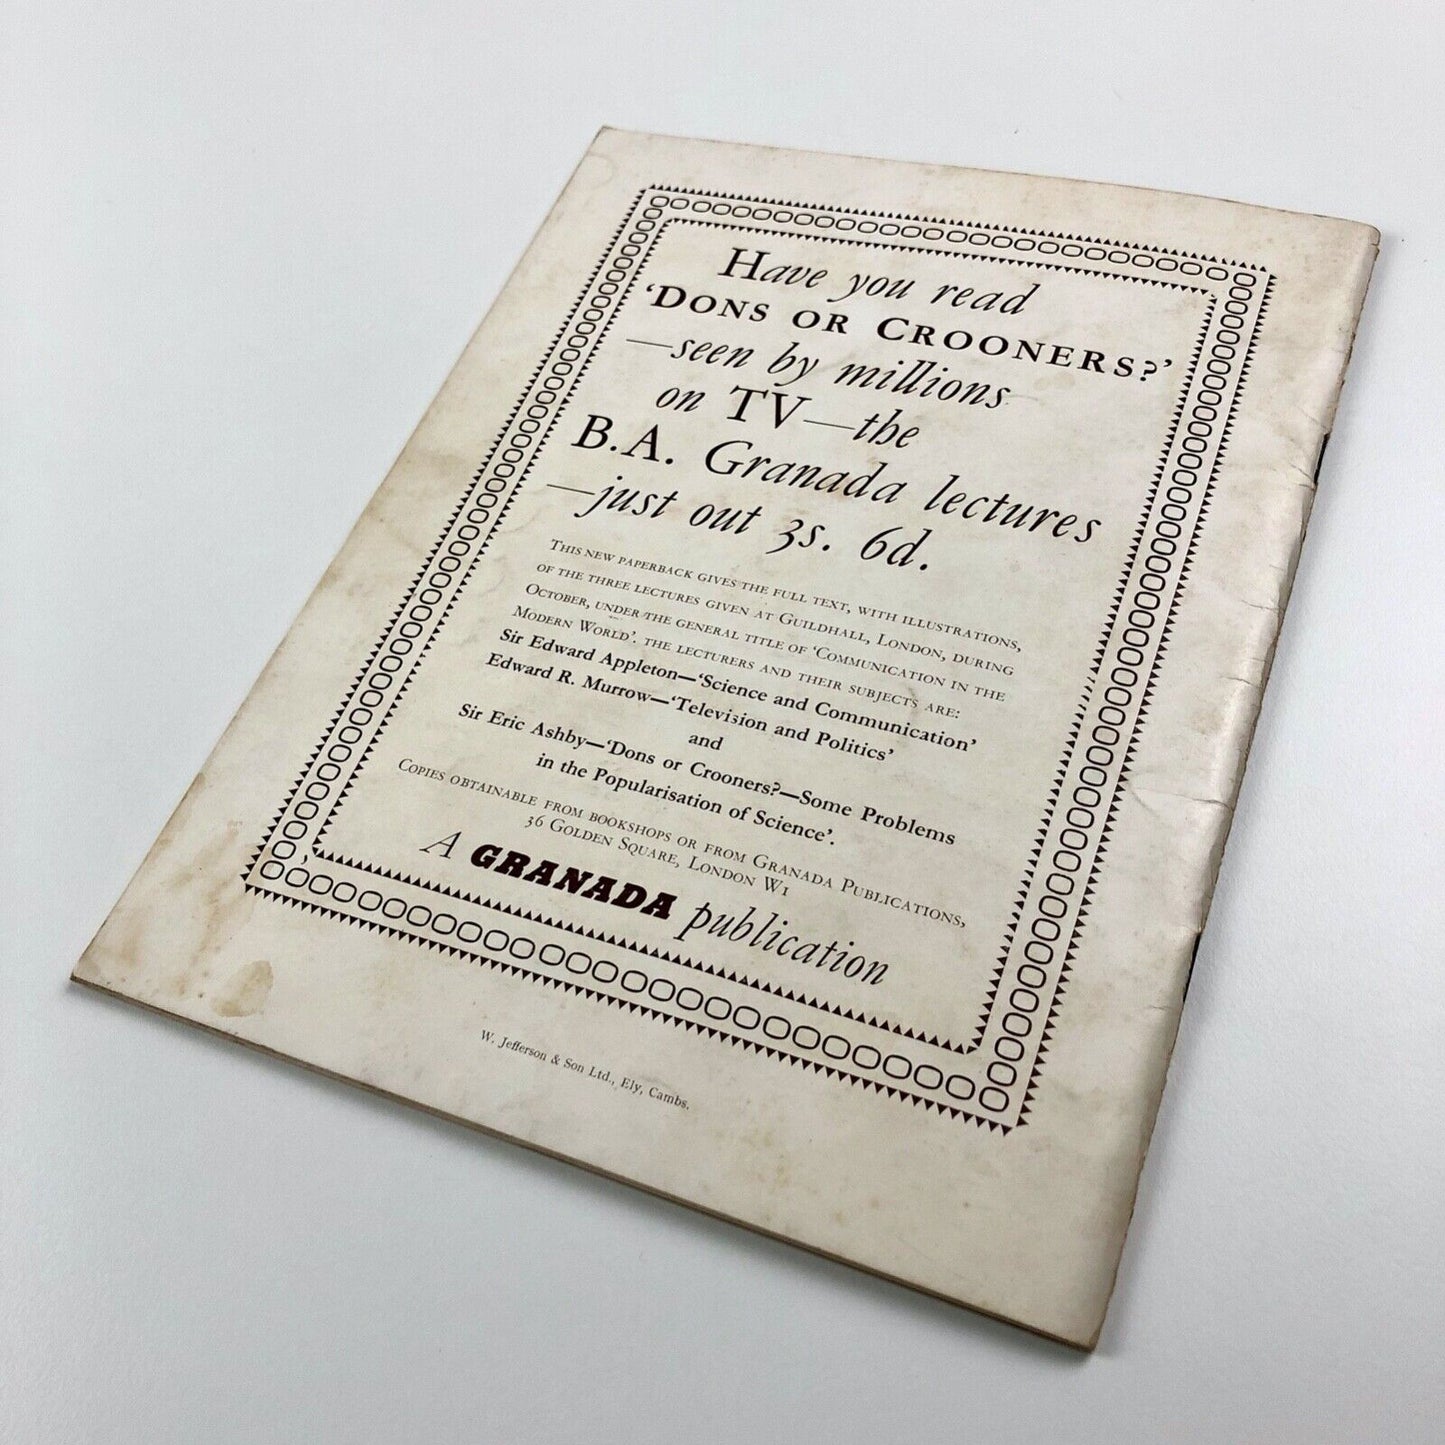 Have you read
‘DONS OR CROONERS?’
—seen by millions
on TV—the
B.A. Granada lectures
—just out 3s. 6d.
THIS NEW PAPERBACK GIVES THE FULL TEXT, WITH ILLUSTRATIONS,
OF THE THREE LECTURES GIVEN AT GUILDHALL, LONDON, DURING
OCTOBER, UNDER THE GENERAL TITLE OF ‘COMMUNICATION IN THE
MODERN WORLD’. THE LECTURERS AND THEIR SUBJECTS ARE:
Sir Edward Appleton—‘Science and Communication’
Edward R. Murrow—‘Television and Politics’
and
Sir Eric Ashby—‘Dons or Crooners?—Some Problems
in the Popularisation of Science’.
COPIES OBTAINABLE FROM BOOKSHOPS OR FROM GRANADA PUBLICATIONS,
36 GOLDEN SQUARE, LONDON W1
A GRANADA publication
W. Jefferson & Son Ltd., Ely, Cambs.